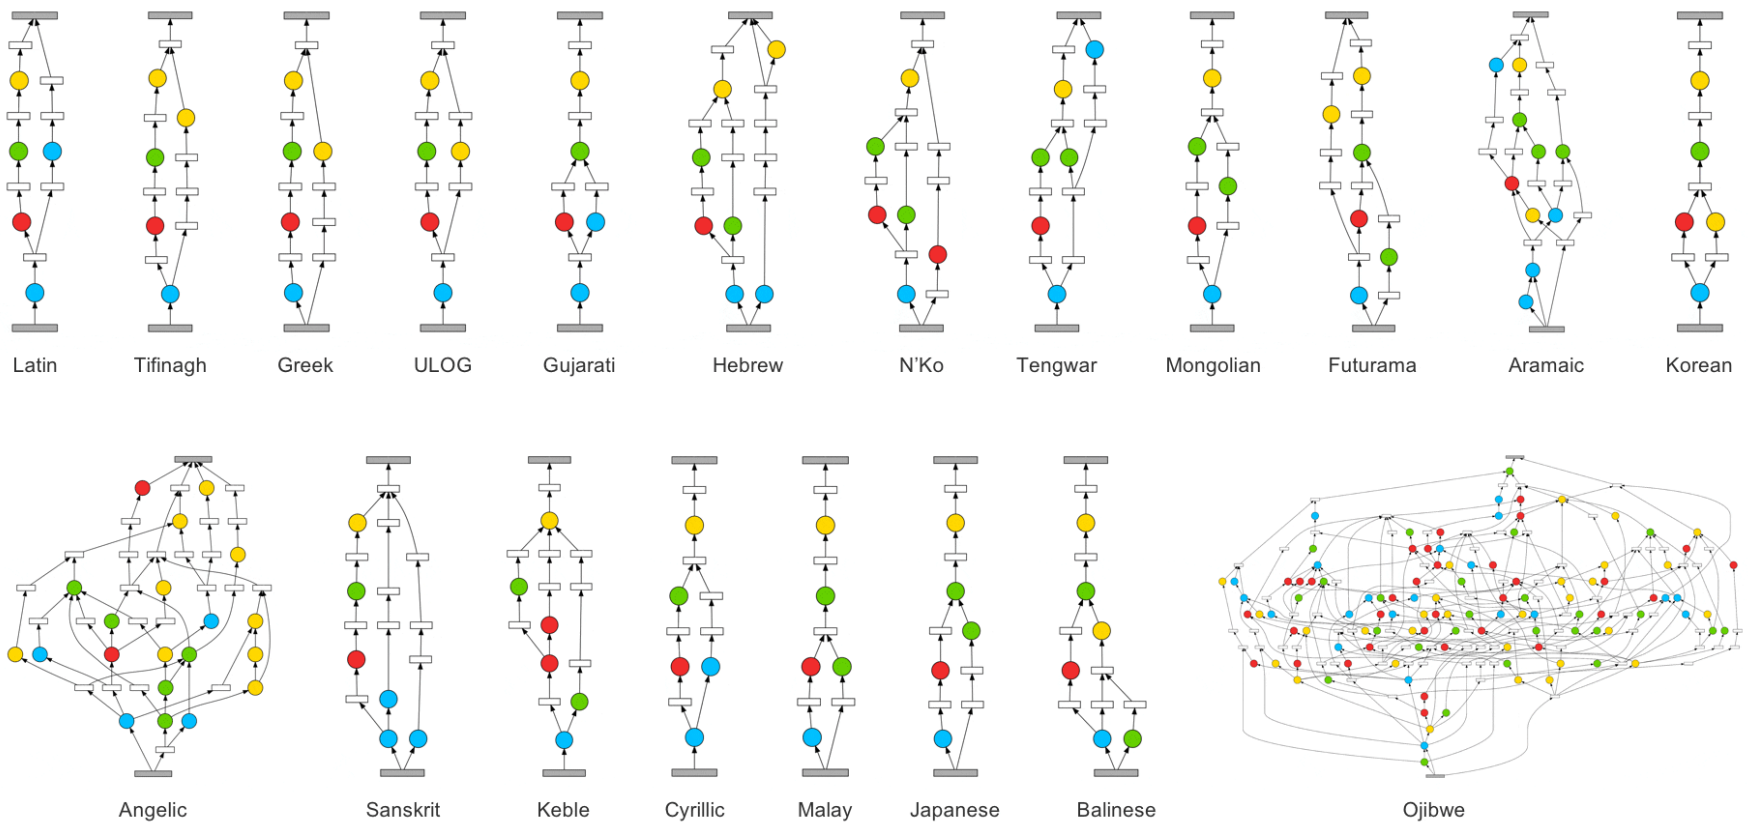 Latin Tifinagh Greek ULOG Gujarati Hebrew N'Ko Tengwar Mongolian Futurama Aramaic Korean
Angelic Sanskrit Keble Cyrillic Malay Japanese Balinese Ojibwe